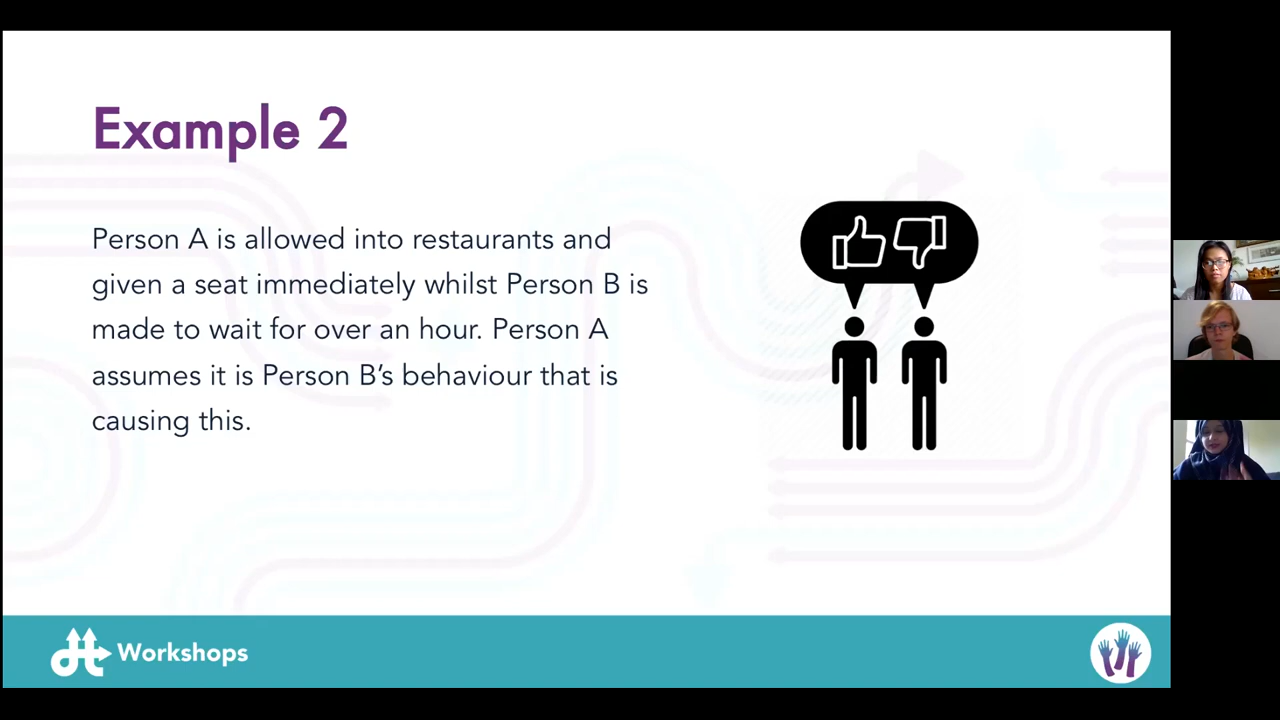 Example 2
Person A is allowed into restaurants and
given a seat immediately whilst Person B is
made to wait for over an hour. Person A
assumes it is Person B’s behaviour that is
causing this.
Workshops